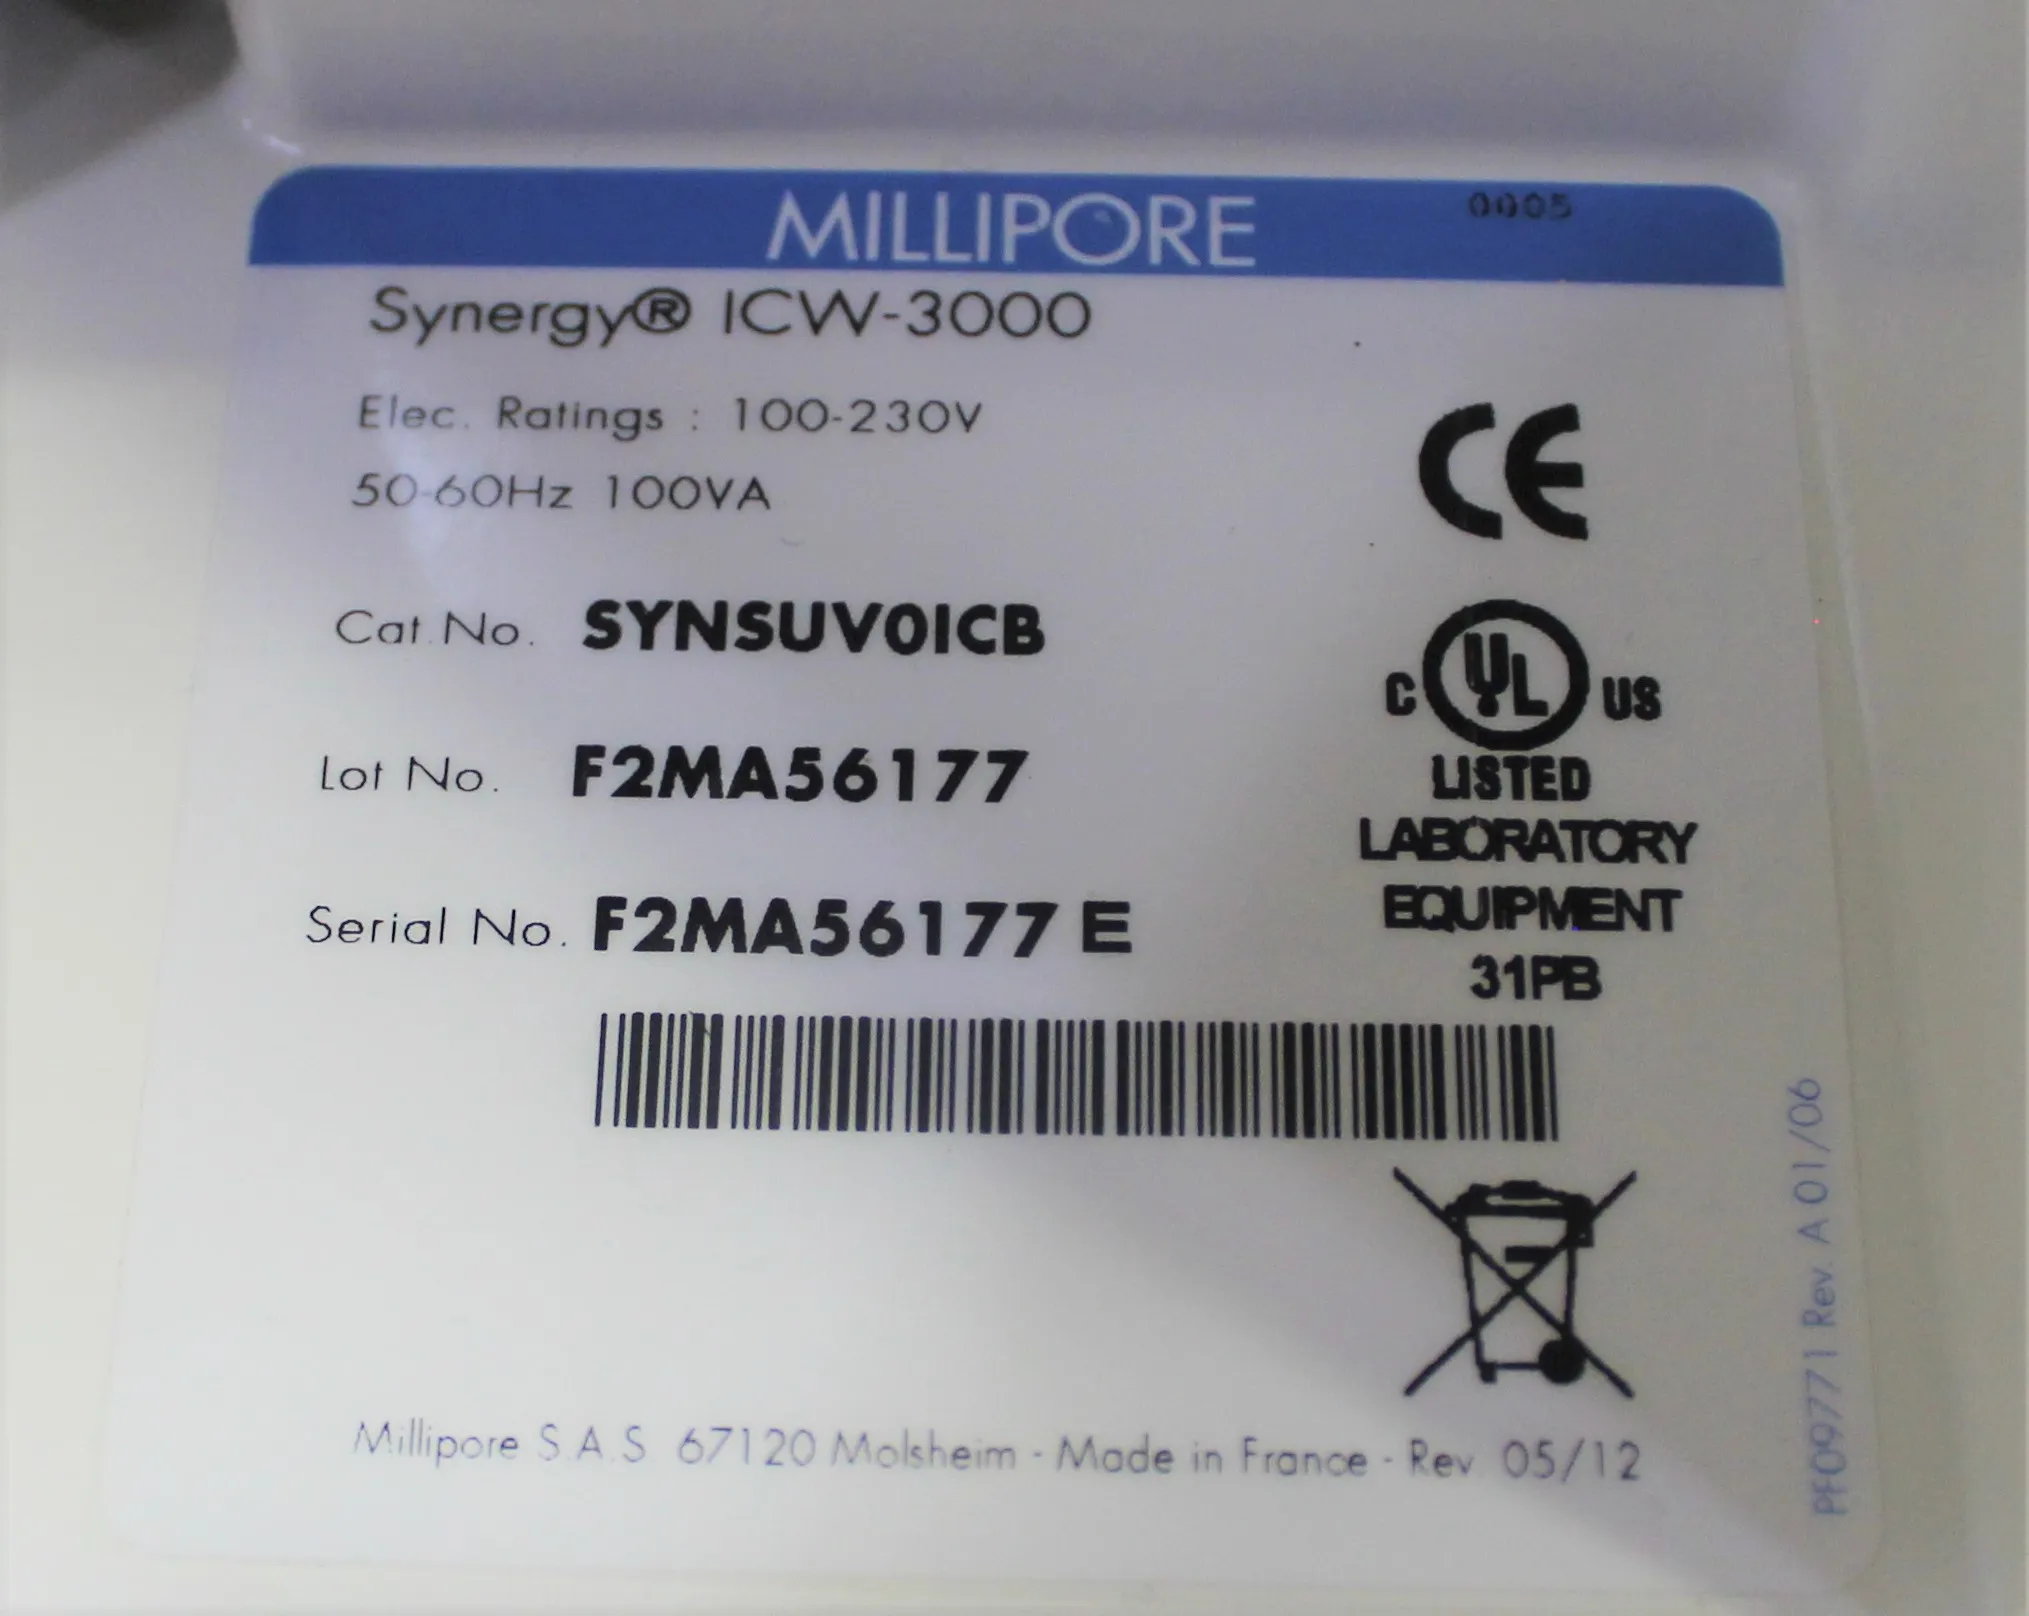 MILLIPORE
0005
Synergy® ICW-3000
Elec. Ratings : 100-230V
50-60Hz 100VA
CE
Cat No. SYNSUV0ICB
C UL US
LISTED
Lot No. F2MA56177
LABORATORY
EQUIPMENT
31PB
Serial No. F2MA56177 E
Millipore S.A.S 67120 Molsheim - Made in France - Rev 05/12
PF09771 Rev. A 01/06